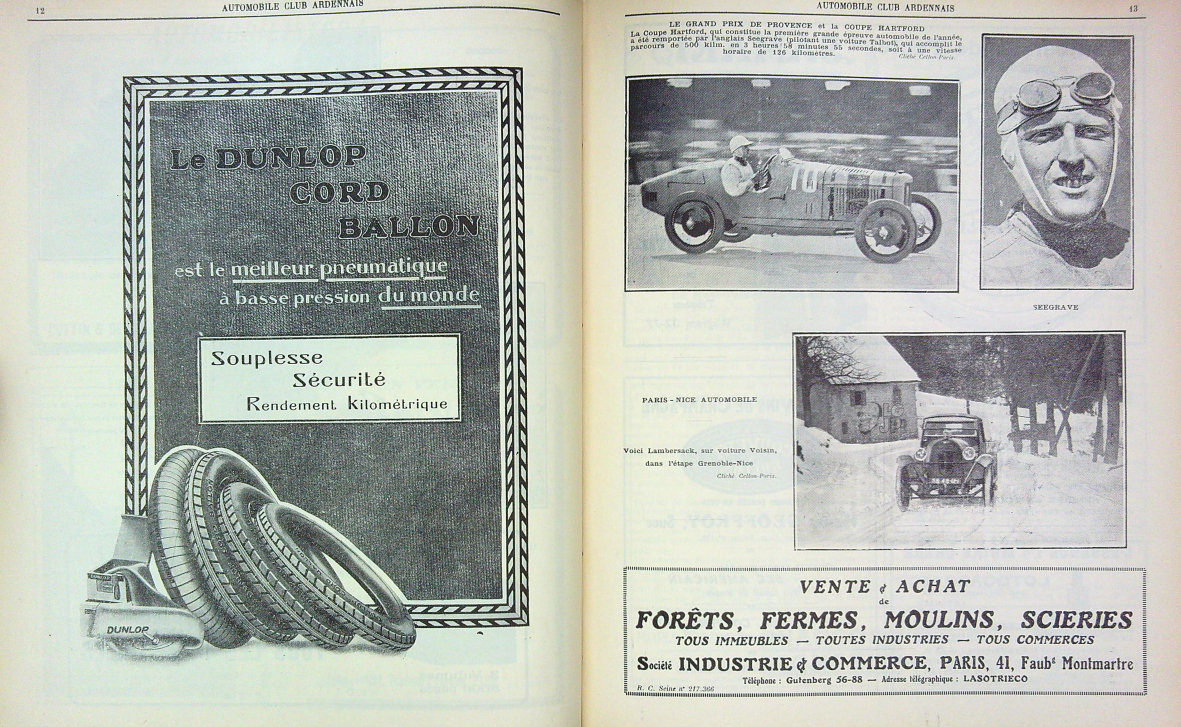 12
AUTOMOBILE CLUB ARDENNAIS
Le DUNLOP
CORD
BALLON
est le meilleur pneumatique
à basse pression du monde
Souplesse
Sécurité
Rendement kilométrique
DUNLOP
AUTOMOBILE CLUB ARDENNAIS
13
LE GRAND PRIX DE PROVENCE et la COUPE HARTFORD
La Coupe Hartford, qui constitue la première grande épreuve automobile de l'année,
a été remportée par l'anglais Seegrave (pilotant une voiture Talbot), qui accomplit le
parcours de 500 kilm. en 3 heures 58 minutes 55 secondes, soit à une vitesse
horaire de 126 kilomètres.
Cliché Cellon-Paris.
10
SEEGRAVE
PARIS-NICE AUTOMOBILE
Voici Lambersack, sur voiture Voisin,
dans l'étape Grenoble-Nice
Cliché Cellon-Paris.
VENTE & ACHAT
de
FORÊTS, FERMES, MOULINS, SCIERIES
TOUS IMMEUBLES — TOUTES INDUSTRIES — TOUS COMMERCES
Société INDUSTRIE & COMMERCE, PARIS, 41, Faubg Montmartre
Téléphone : Gutenberg 56-88 — Adresse télégraphique : LASOTRIECO
R. C. Seine n° 217.366